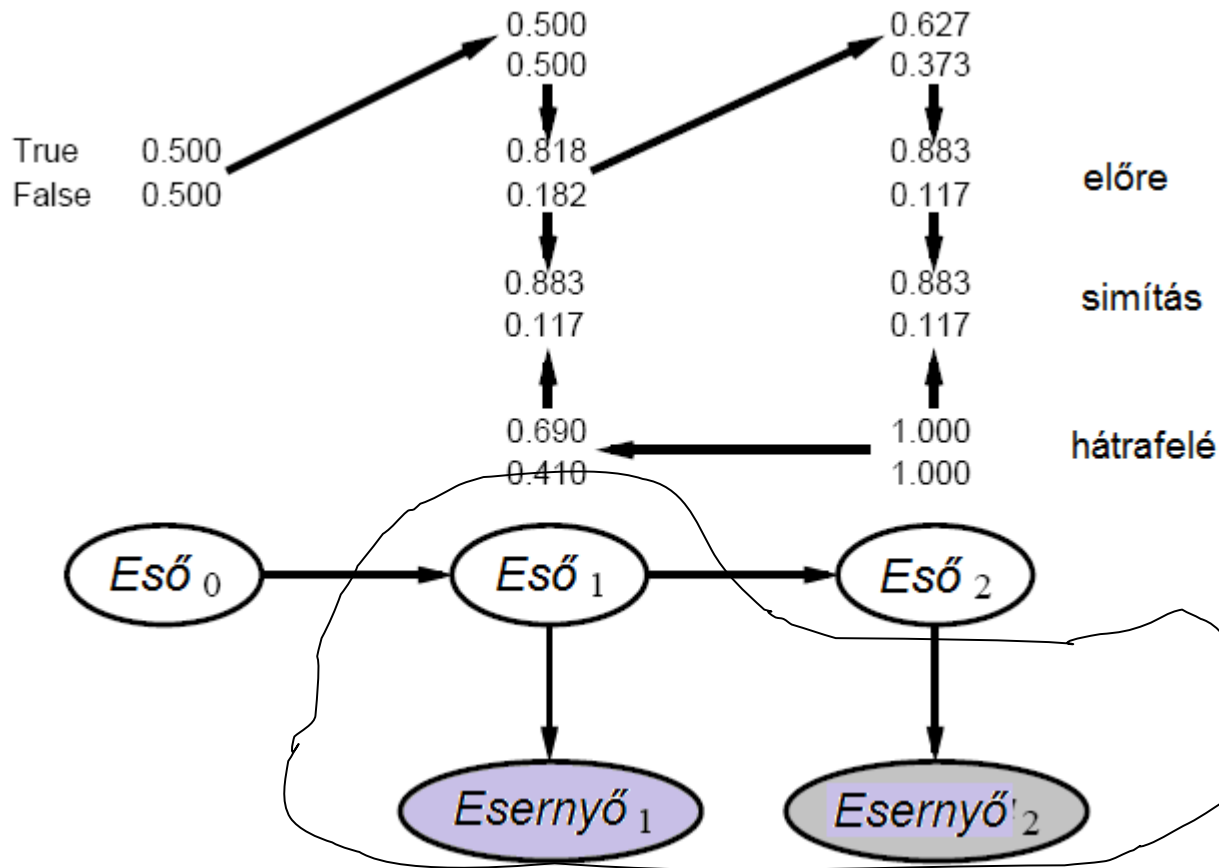 0.500 0.627
0.500 0.373
True 0.500 0.818 0.883
False 0.500 0.182 0.117
előre
0.883 0.883
simítás
0.117 0.117
0.690 1.000
hátrafelé
0.410 1.000
Eső 0 Eső 1 Eső 2
Esernyő 1 Esernyő 2